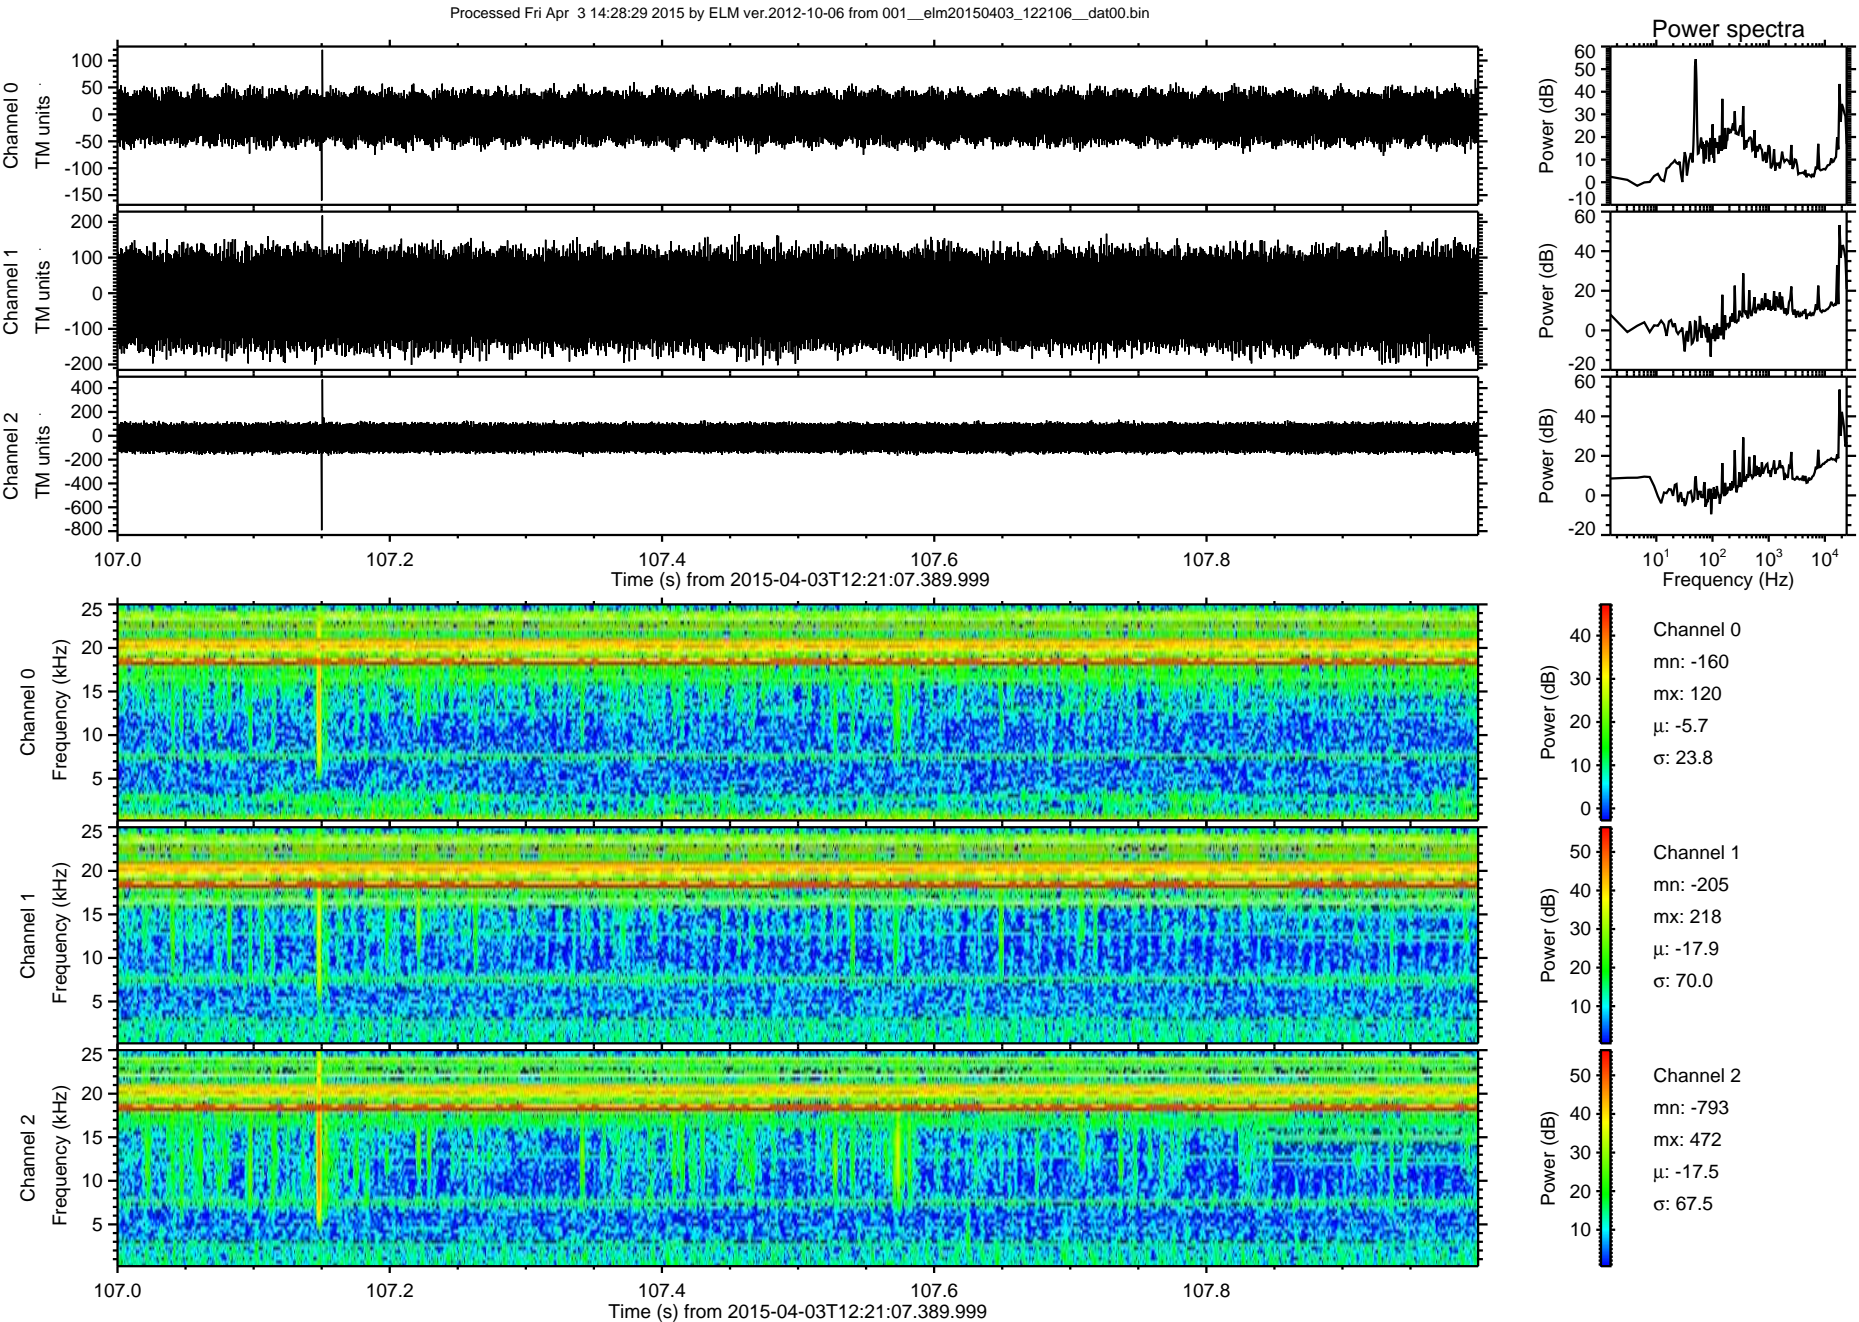 Processed Fri Apr  3 14:28:29 2015 by ELM ver.2012-10-06 from 001__elm20150403_122106__dat00.bin
Power spectra
Channel 0
TM units
100
50
0
-50
-100
-150
Power (dB)
60
50
40
30
20
10
0
-10
Channel 1
TM units
200
100
0
-100
-200
Power (dB)
60
40
20
0
-20
Channel 2
TM units
400
200
0
-200
-400
-600
-800
Power (dB)
60
40
20
0
-20
107.0 107.2 107.4 107.6 107.8
Time (s) from 2015-04-03T12:21:07.389.999
10^1 10^2 10^3 10^4
Frequency (Hz)
Channel 0
Frequency (kHz)
25
20
15
10
5
Power (dB)
40
30
20
10
0
Channel 0
mn: -160
mx: 120
μ: -5.7
σ: 23.8
Channel 1
Frequency (kHz)
25
20
15
10
5
Power (dB)
50
40
30
20
10
Channel 1
mn: -205
mx: 218
μ: -17.9
σ: 70.0
Channel 2
Frequency (kHz)
25
20
15
10
5
Power (dB)
50
40
30
20
10
Channel 2
mn: -793
mx: 472
μ: -17.5
σ: 67.5
107.0 107.2 107.4 107.6 107.8
Time (s) from 2015-04-03T12:21:07.389.999